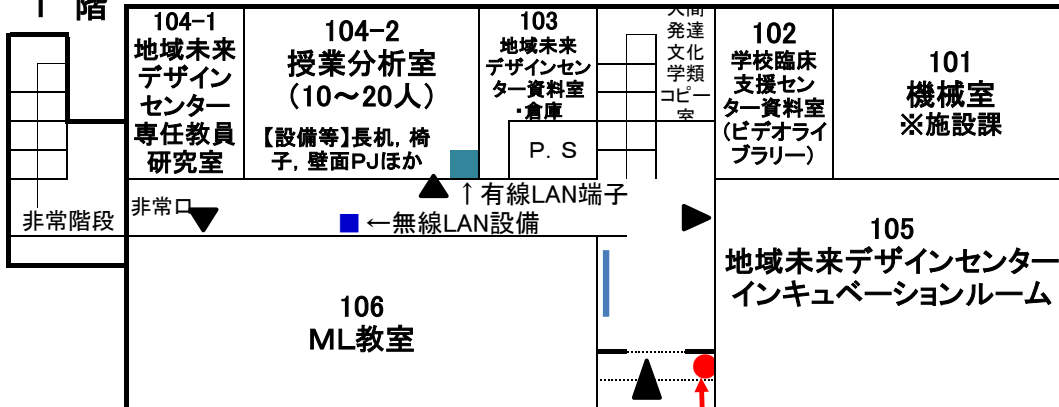 1 階
104-1
地域未来
デザイン
センター
専任教員
研究室
104-2
授業分析室
（10～20人）
【設備等】長机, 椅
子, 壁面PJほか
103
地域未来
デザインセン
ター資料室
・倉庫
P. S
人間
発達
文化
学類
コピー
室
102
学校臨床
支援セン
ター資料室
(ビデオライ
ブラリー)
101
機械室
※施設課
↑有線LAN端子
非常階段
非常口
←無線LAN設備
105
地域未来デザインセンター
インキュベーションルーム
106
ML教室